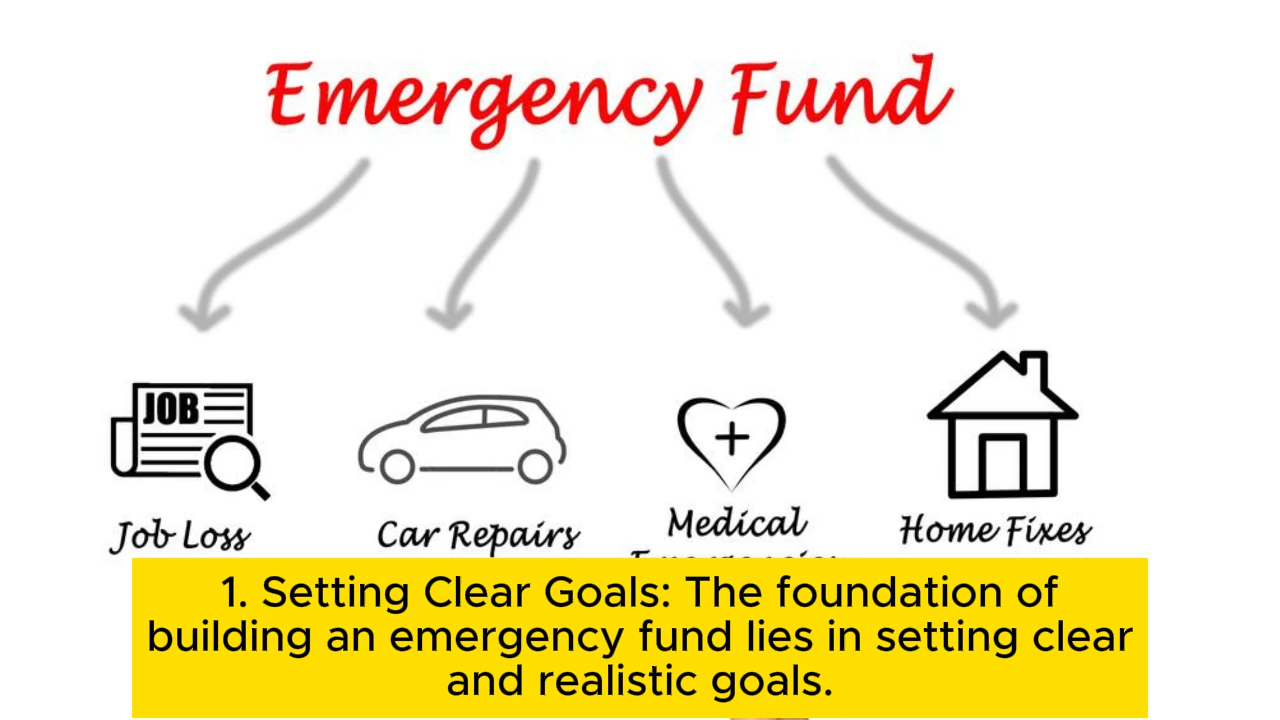 Emergency Fund
JOB
Job Loss
Car Repairs
Medical
Home Fixes
1. Setting Clear Goals: The foundation of
building an emergency fund lies in setting clear
and realistic goals.